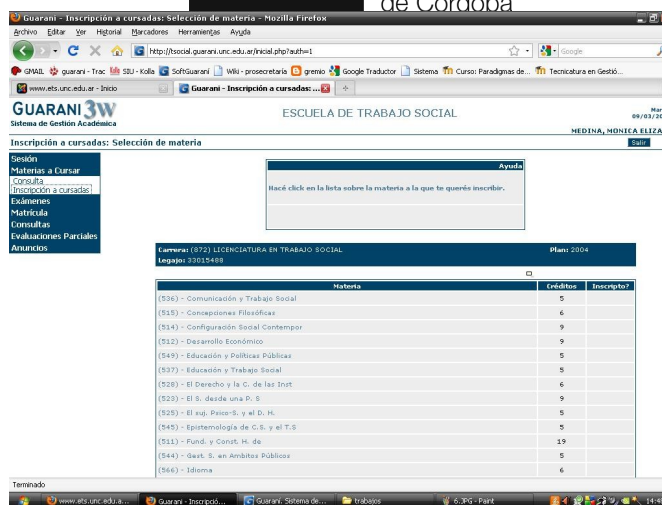 de Córdoba
Guarani - Inscripción a cursadas: Selección de materia - Mozilla Firefox
Archivo Editar Ver Historial Marcadores Herramientas Ayuda
http://tsocial.guarani.unc.edu.ar/inicial.php?auth=1
Google
GMAIL guarani - Trac SIU - Kolla SoftGuarani Wiki - prosecretaria gremio Google Traductor Sistema Curso: Paradigmas de... Tecnicatura en Gestió...
www.ets.unc.edu.ar - Inicio
Guarani - Inscripción a cursadas: ...
GUARANI 3W
Sistema de Gestión Académica
ESCUELA DE TRABAJO SOCIAL
Mar
09/03/20
MEDINA, MONICA ELIZA
Inscripción a cursadas: Selección de materia
Salir
Sesión
Materias a Cursar
Consulta
Inscripción a cursadas
Exámenes
Matrícula
Consultas
Evaluaciones Parciales
Anuncios
Ayuda
Hacé click en la lista sobre la materia a la que te querés inscribir.
Carrera: (872) LICENCIATURA EN TRABAJO SOCIAL Plan: 2004
Legajo: 33015488
Materia Créditos Inscripto?
(536) - Comunicación y Trabajo Social 5
(515) - Concepciones Filosóficas 6
(514) - Configuración Social Contempor 9
(512) - Desarrollo Económico 9
(549) - Educación y Políticas Públicas 5
(537) - Educación y Trabajo Social 5
(528) - El Derecho y la C. de las Inst 6
(523) - El S. desde una P. S 9
(525) - El suj. Psico-S. y el D. H. 5
(545) - Epistemología de C.S. y el T.S 5
(511) - Fund. y Const. H. de 19
(544) - Gest. S. en Ambitos Públicos 5
(566) - Idioma 6
Terminado
www.ets.unc.edu.a... Guarani - Inscripció... Guaraní. Sistema de... trabajos 6.JPG - Paint